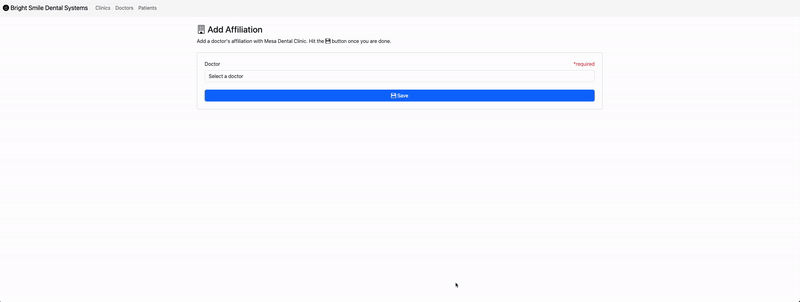 Bright Smile Dental Systems Clinics Doctors Patients
Add Affiliation
Add a doctor's affiliation with Mesa Dental Clinic. Hit the button once you are done.
Doctor *required
Select a doctor
Save